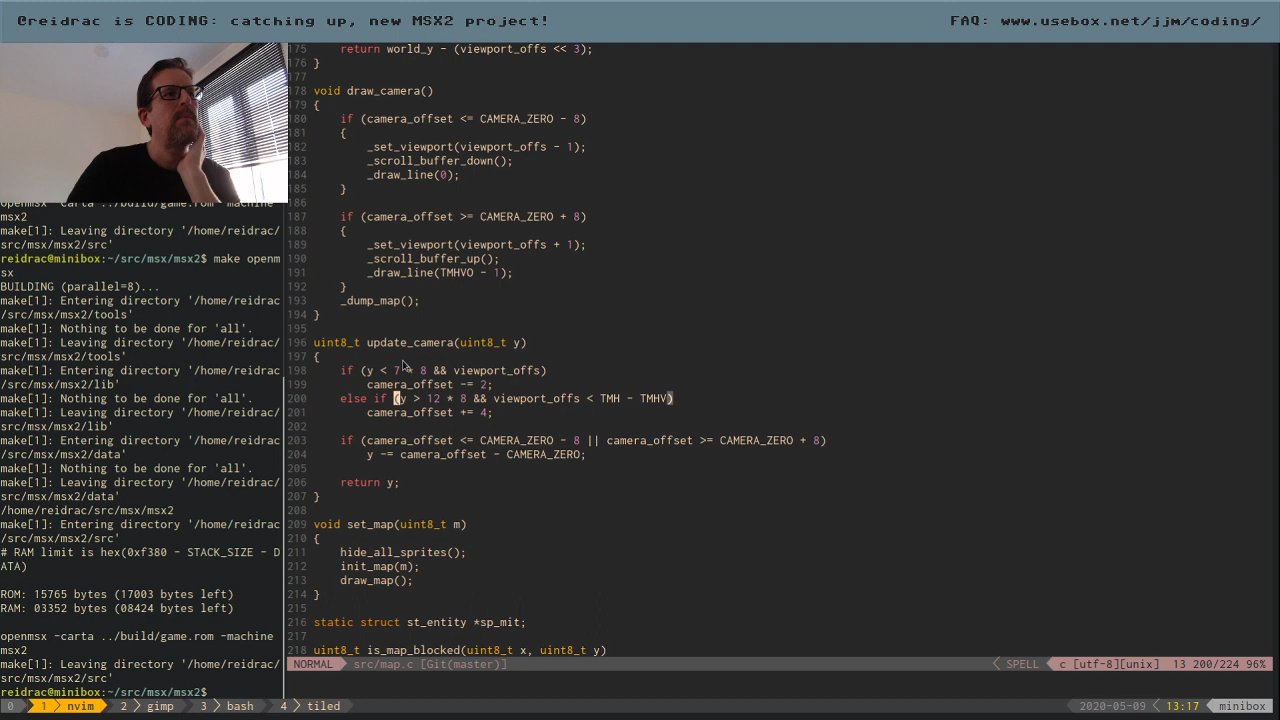 @reidrac is CODING: catching up, new MSX2 project!
FAQ: www.usebox.net/jjm/coding/
openmsx -carta ../build/game.rom -machine
msx2
make[1]: Leaving directory '/home/reidrac/
src/msx/msx2/src'
reidrac@minibox:~/src/msx/msx2$ make openm
sx
BUILDING (parallel=8)...
make[1]: Entering directory '/home/reidrac
/src/msx/msx2/tools'
make[1]: Nothing to be done for 'all'.
make[1]: Leaving directory '/home/reidrac/
src/msx/msx2/tools'
make[1]: Entering directory '/home/reidrac
/src/msx/msx2/lib'
make[1]: Nothing to be done for 'all'.
make[1]: Leaving directory '/home/reidrac/
src/msx/msx2/lib'
make[1]: Entering directory '/home/reidrac
/src/msx/msx2/data'
make[1]: Nothing to be done for 'all'.
make[1]: Leaving directory '/home/reidrac/
src/msx/msx2/data'
/home/reidrac/src/msx/msx2
make[1]: Entering directory '/home/reidrac
/src/msx/msx2/src'
# RAM limit is hex(0xf380 - STACK_SIZE - D
ATA)
ROM: 15765 bytes (17003 bytes left)
RAM: 03352 bytes (08424 bytes left)
openmsx -carta ../build/game.rom -machine
msx2
make[1]: Leaving directory '/home/reidrac/
src/msx/msx2/src'
reidrac@minibox:~/src/msx/msx2$
175 return world_y - (viewport_offs << 3);
176 }
177
178 void draw_camera()
179 {
180 if (camera_offset <= CAMERA_ZERO - 8)
181 {
182 _set_viewport(viewport_offs - 1);
183 _scroll_buffer_down();
184 _draw_line(0);
185 }
186
187 if (camera_offset >= CAMERA_ZERO + 8)
188 {
189 _set_viewport(viewport_offs + 1);
190 _scroll_buffer_up();
191 _draw_line(TMHVO - 1);
192 }
193 _dump_map();
194 }
195
196 uint8_t update_camera(uint8_t y)
197 {
198 if (y < 7 * 8 && viewport_offs)
199 camera_offset -= 2;
200 else if (y > 12 * 8 && viewport_offs < TMH - TMHV)
201 camera_offset += 4;
202
203 if (camera_offset <= CAMERA_ZERO - 8 || camera_offset >= CAMERA_ZERO + 8)
204 y -= camera_offset - CAMERA_ZERO;
205
206 return y;
207 }
208
209 void set_map(uint8_t m)
210 {
211 hide_all_sprites();
212 init_map(m);
213 draw_map();
214 }
215
216 static struct st_entity *sp_mit;
217
218 uint8_t is_map_blocked(uint8_t x, uint8_t y)
NORMAL src/map.c [Git(master)] SPELL c [utf-8][unix] 13 200/224 96%
0 1 nvim 2 gimp 3 bash 4 tiled 2020-05-09 13:17 minibox